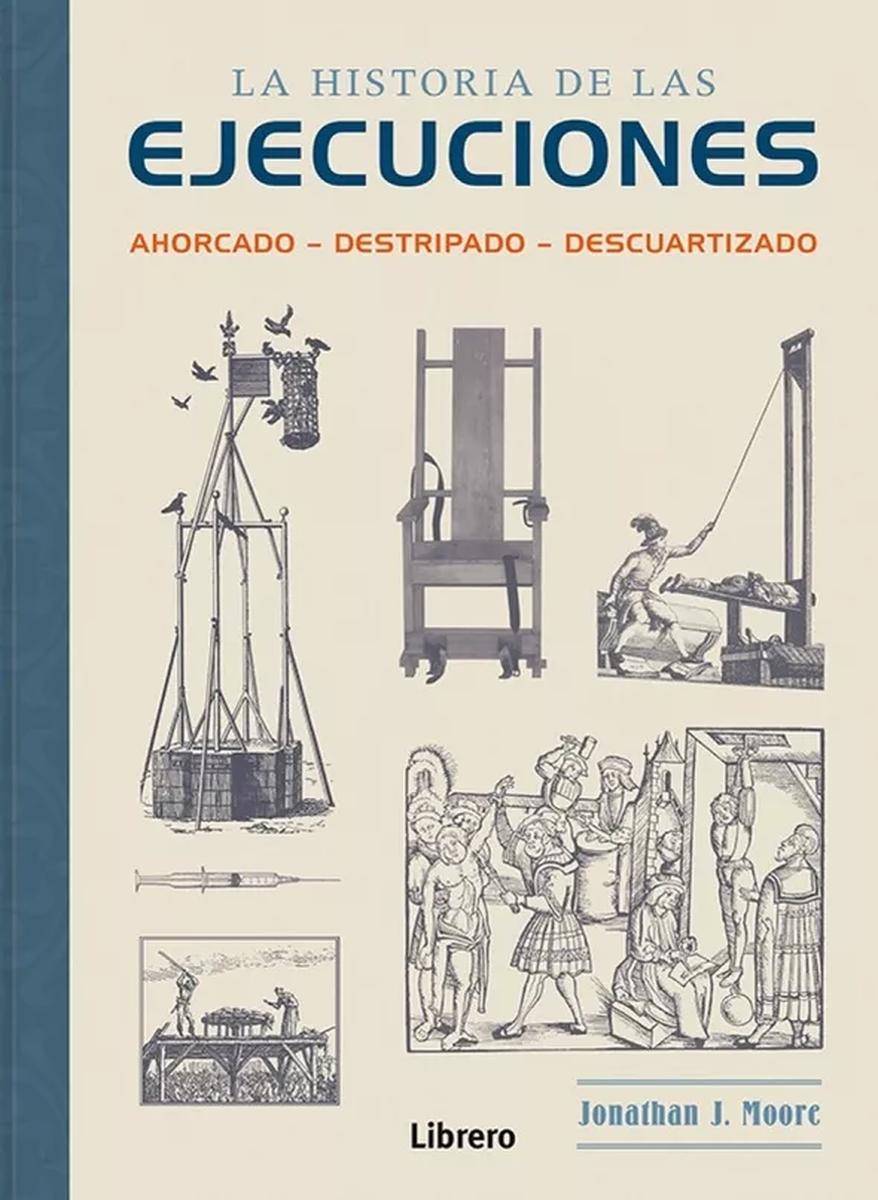 LA HISTORIA DE LAS
EJECUCIONES
AHORCADO – DESTRIPADO – DESCUARTIZADO
Librero
Jonathan J. Moore